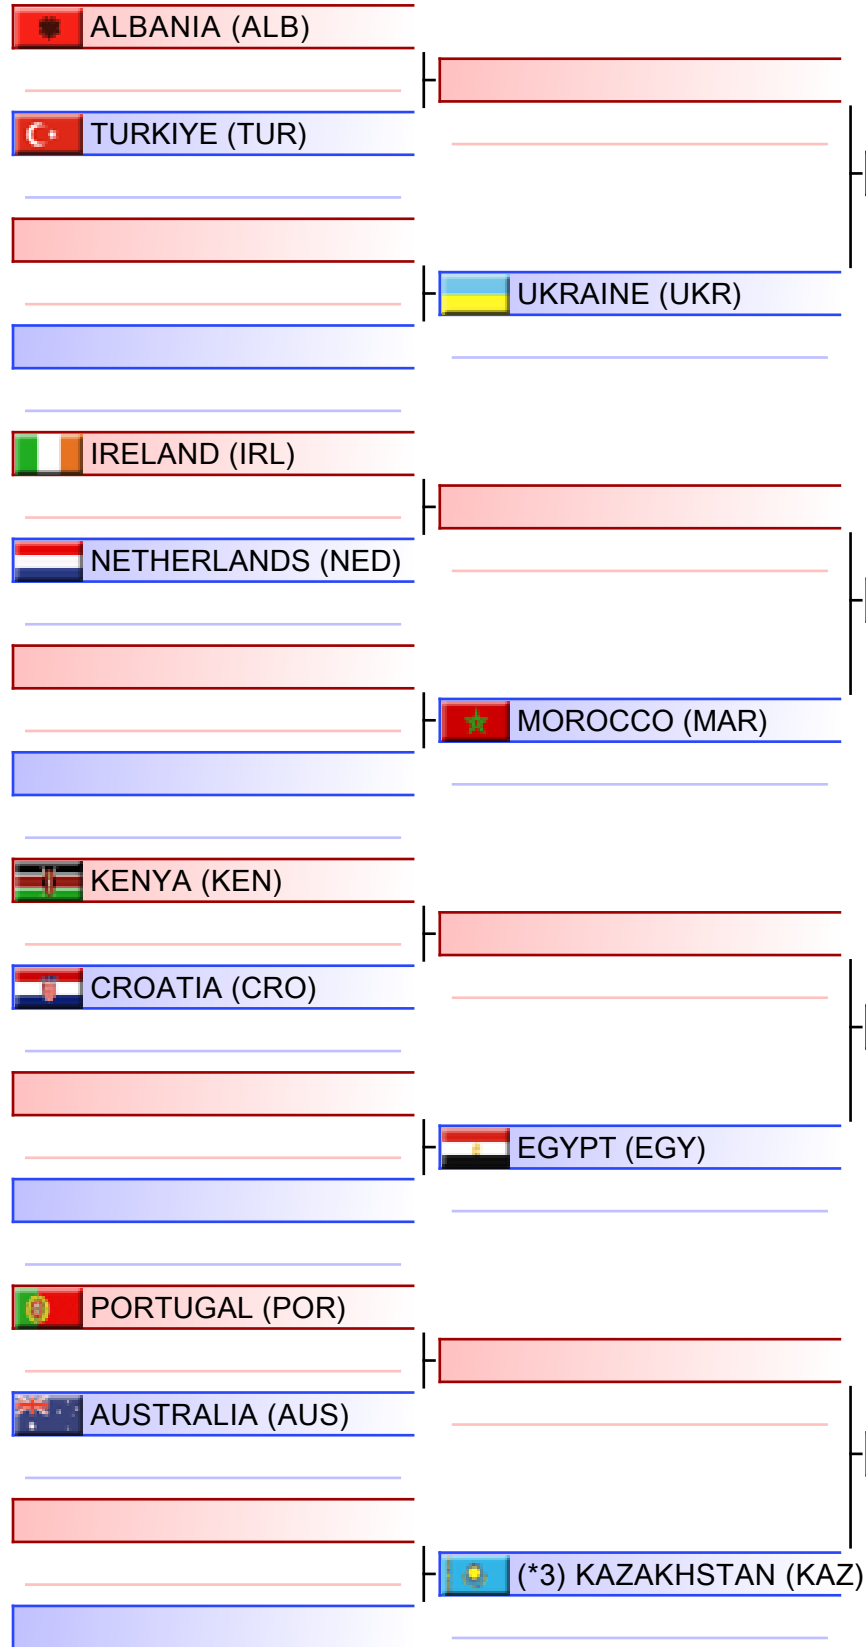 ALBANIA (ALB)
TURKIYE (TUR)
UKRAINE (UKR)
IRELAND (IRL)
NETHERLANDS (NED)
MOROCCO (MAR)
KENYA (KEN)
CROATIA (CRO)
EGYPT (EGY)
PORTUGAL (POR)
AUSTRALIA (AUS)
(*3) KAZAKHSTAN (KAZ)